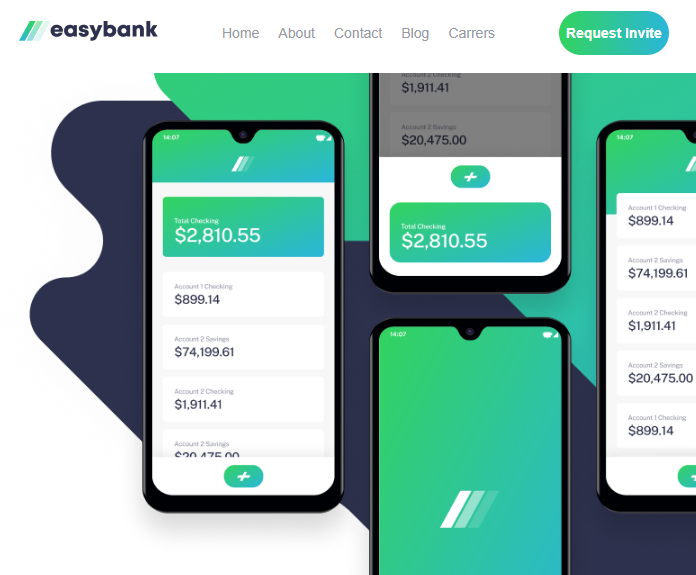 easybank
Home About Contact Blog Carrers
Request Invite
14:07
Total Checking
$2,810.55
Account 1 Checking
$899.14
Account 2 Savings
$74,199.61
Account 2 Checking
$1,911.41
Account 2 Savings
$20,475.00
Account 2 Checking
$1,911.41
Account 2 Savings
$20,475.00
Total Checking
$2,810.55
14:07
14:07
Account 1 Checking
$899.14
Account 2 Savings
$74,199.61
Account 2 Checking
$1,911.41
Account 2 Savings
$20,475.00
Account 1 Checking
$899.14